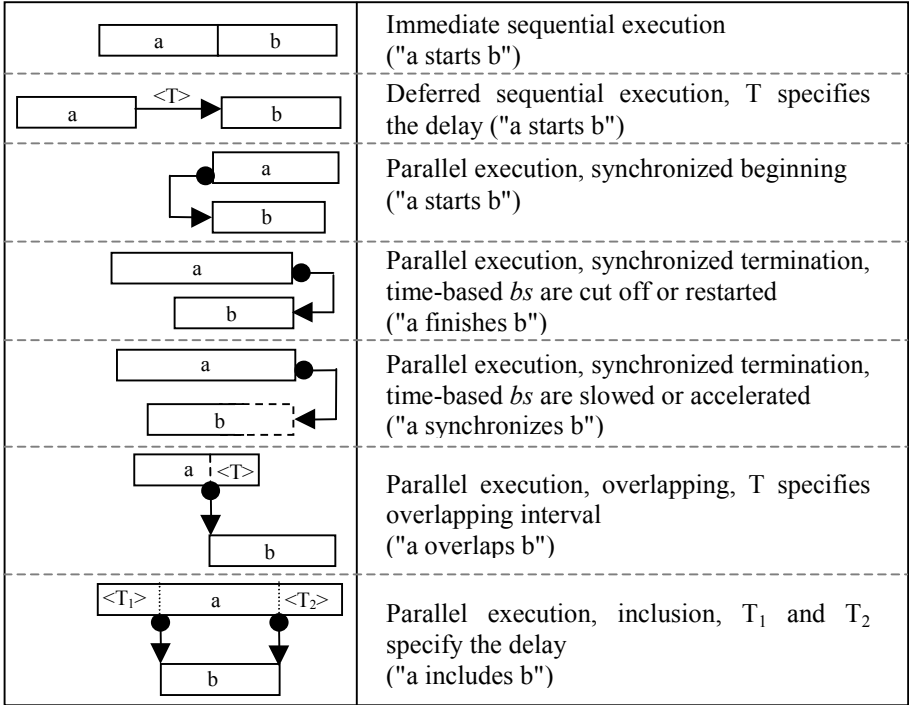 a b
Immediate sequential execution
("a starts b")
<T>
a b
Deferred sequential execution, T specifies
the delay ("a starts b")
a
b
Parallel execution, synchronized beginning
("a starts b")
a
b
Parallel execution, synchronized termination,
time-based bs are cut off or restarted
("a finishes b")
a
b
Parallel execution, synchronized termination,
time-based bs are slowed or accelerated
("a synchronizes b")
a <T>
b
Parallel execution, overlapping, T specifies
overlapping interval
("a overlaps b")
<T₁> a <T₂>
b
Parallel execution, inclusion, T₁ and T₂
specify the delay
("a includes b")